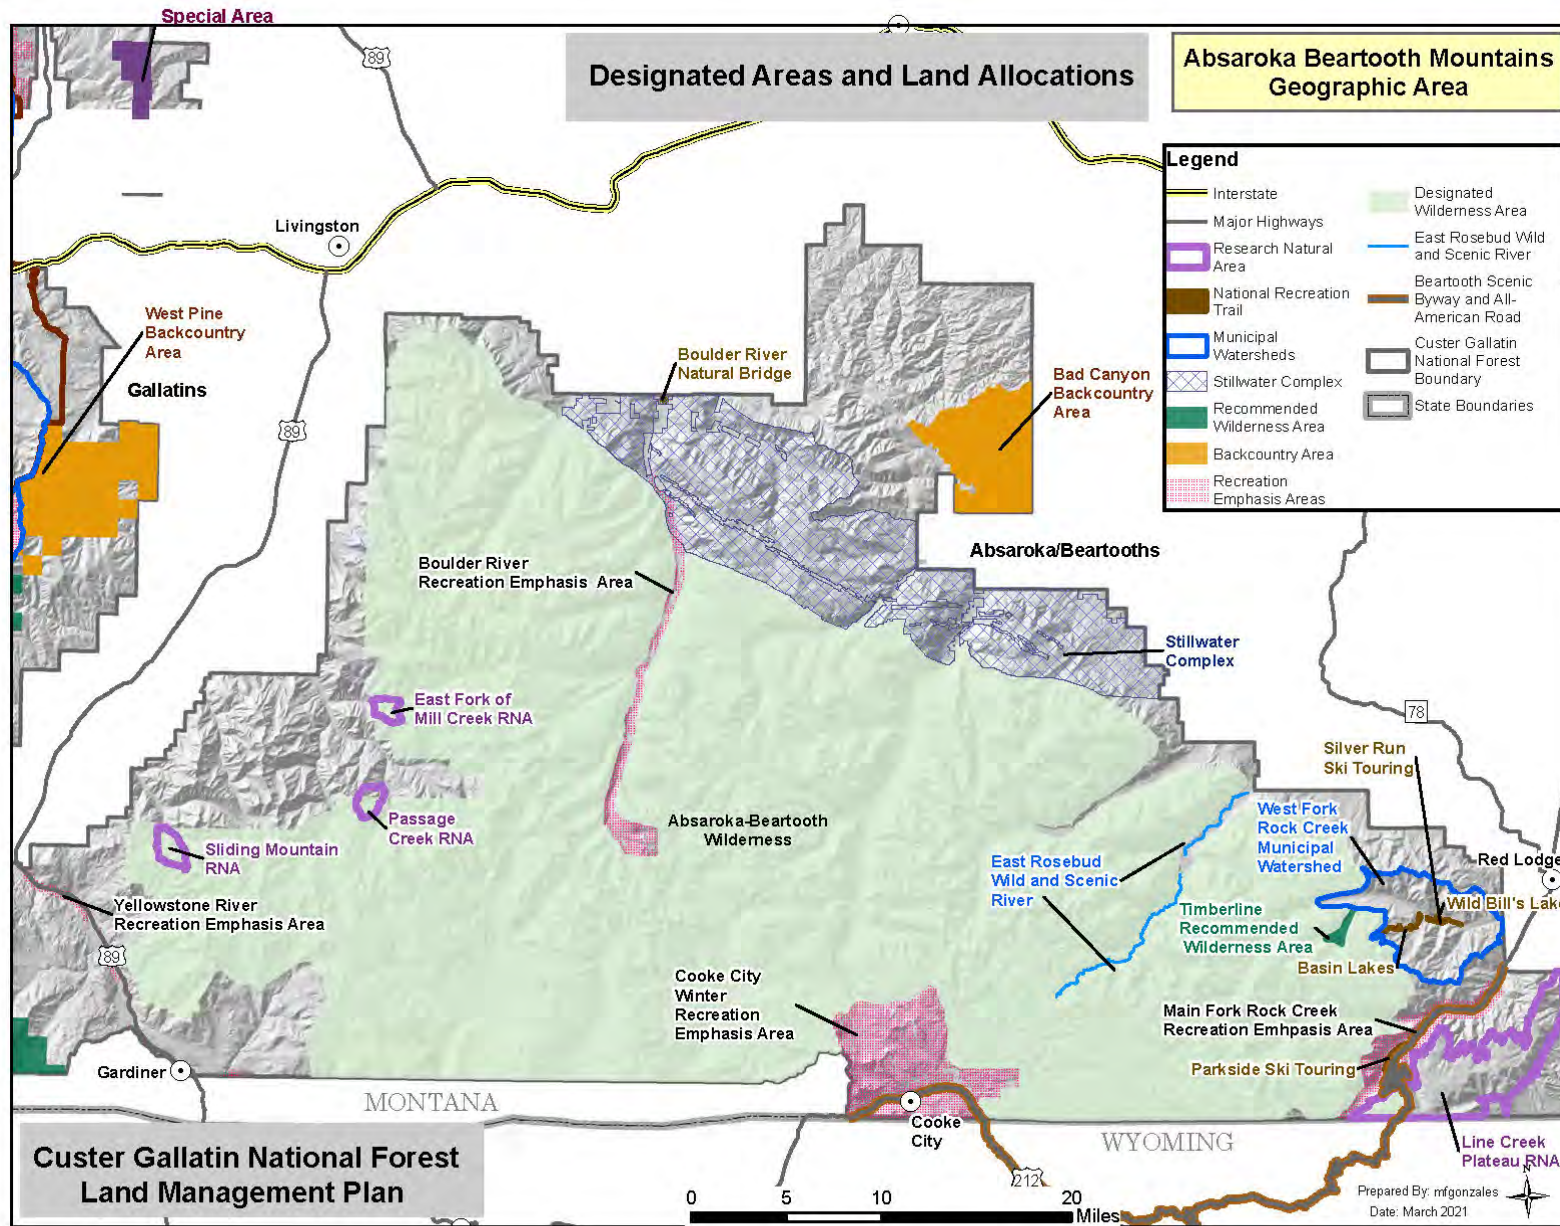 Special Area
89
Designated Areas and Land Allocations
Absaroka Beartooth Mountains
Geographic Area
Legend
Interstate
Major Highways
Research Natural
Area
National Recreation
Trail
Municipal
Watersheds
Stillwater Complex
Recommended
Wilderness Area
Backcountry Area
Recreation
Emphasis Areas
Designated
Wilderness Area
East Rosebud Wild
and Scenic River
Beartooth Scenic
Byway and All-
American Road
Custer Gallatin
National Forest
Boundary
State Boundaries
Livingston
West Pine
Backcountry
Area
Gallatins
89
Boulder River
Natural Bridge
Bad Canyon
Backcountry
Area
Boulder River
Recreation Emphasis Area
Absaroka/Beartooths
Stillwater
Complex
East Fork of
Mill Creek RNA
78
Silver Run
Ski Touring
Passage
Creek RNA
Absaroka-Beartooth
Wilderness
West Fork
Rock Creek
Municipal
Watershed
Sliding Mountain
RNA
East Rosebud
Wild and Scenic
River
Red Lodge
Wild Bill's Lake
Yellowstone River
Recreation Emphasis Area
Timberline
Recommended
Wilderness Area
89
Basin Lakes
Cooke City
Winter
Recreation
Emphasis Area
Main Fork Rock Creek
Recreation Emhpasis Area
Gardiner
Parkside Ski Touring
MONTANA
Cooke
City
WYOMING
Line Creek
Plateau RNA
212
Custer Gallatin National Forest
Land Management Plan
0 5 10 20
Miles
N
Prepared By: mfgonzales
Date: March 2021